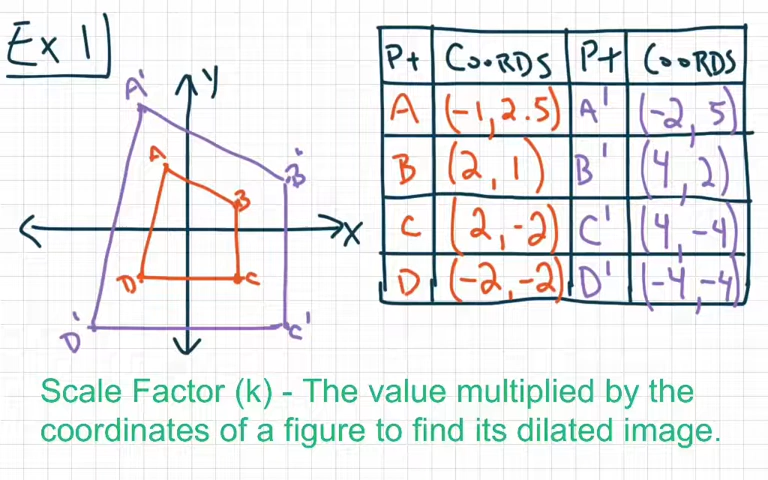 Ex 1
Y
X
A'
B'
A
B
D
C
D'
C'
Pt COORDS Pt COORDS
A (-1, 2.5) A' (-2, 5)
B (2, 1) B' (4, 2)
C (2, -2) C' (4, -4)
D (-2, -2) D' (-4, -4)
Scale Factor (k) - The value multiplied by the
coordinates of a figure to find its dilated image.